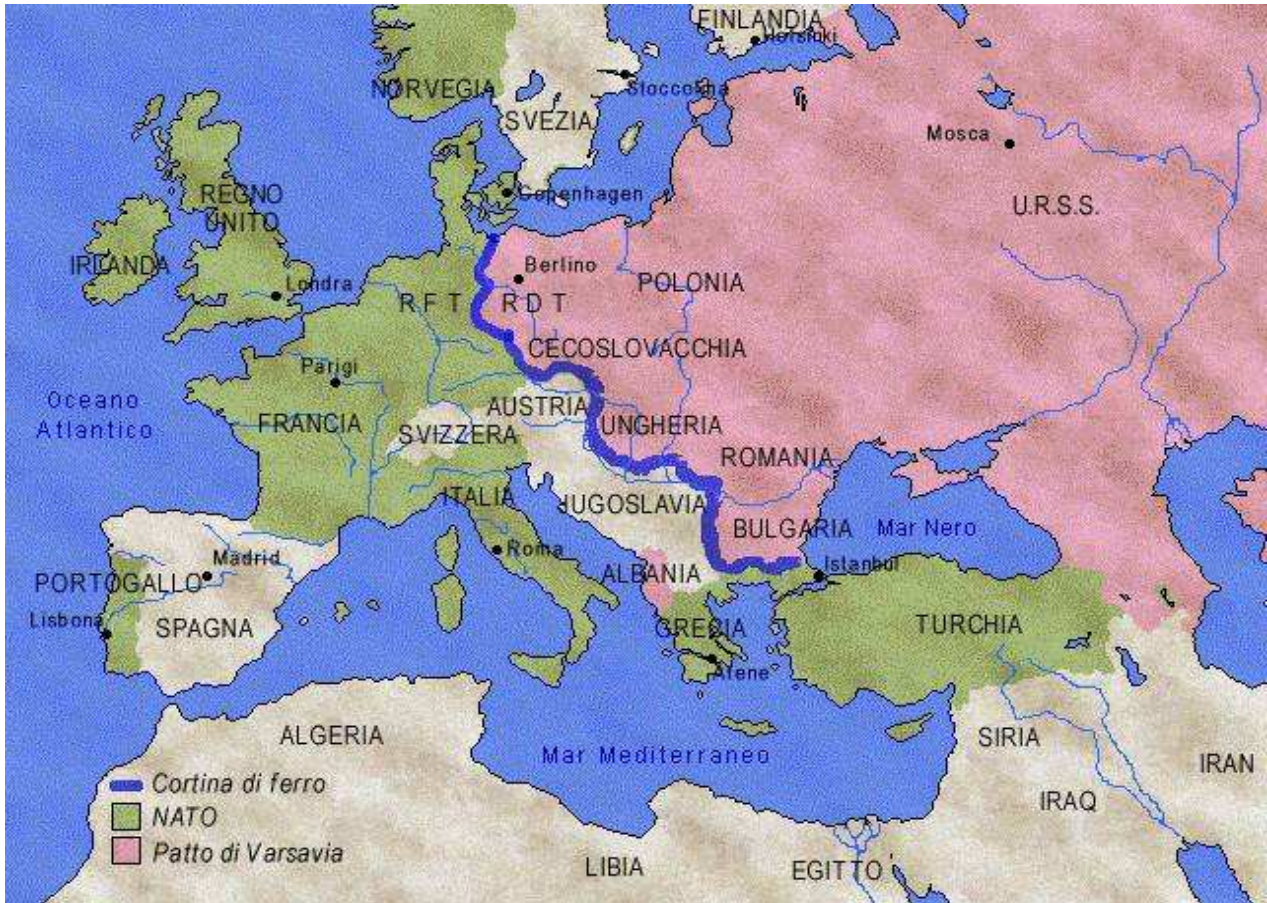 FINLANDIA
Helsinki
NORVEGIA
Stoccolma
SVEZIA
Mosca
REGNO
UNITO
Copenhagen
U.R.S.S.
IRLANDA
Berlino
Londra
POLONIA
R F T
R D T
CECOSLOVACCHIA
Parigi
Oceano
Atlantico
AUSTRIA
FRANCIA
SVIZZERA
UNGHERIA
ROMANIA
ITALIA
JUGOSLAVIA
BULGARIA
Mar Nero
Roma
Madrid
Istanbul
PORTOGALLO
ALBANIA
Lisbona
SPAGNA
GRECIA
TURCHIA
Atene
ALGERIA
Mar Mediterraneo
SIRIA
IRAN
Cortina di ferro
IRAQ
NATO
Patto di Varsavia
LIBIA
EGITTO